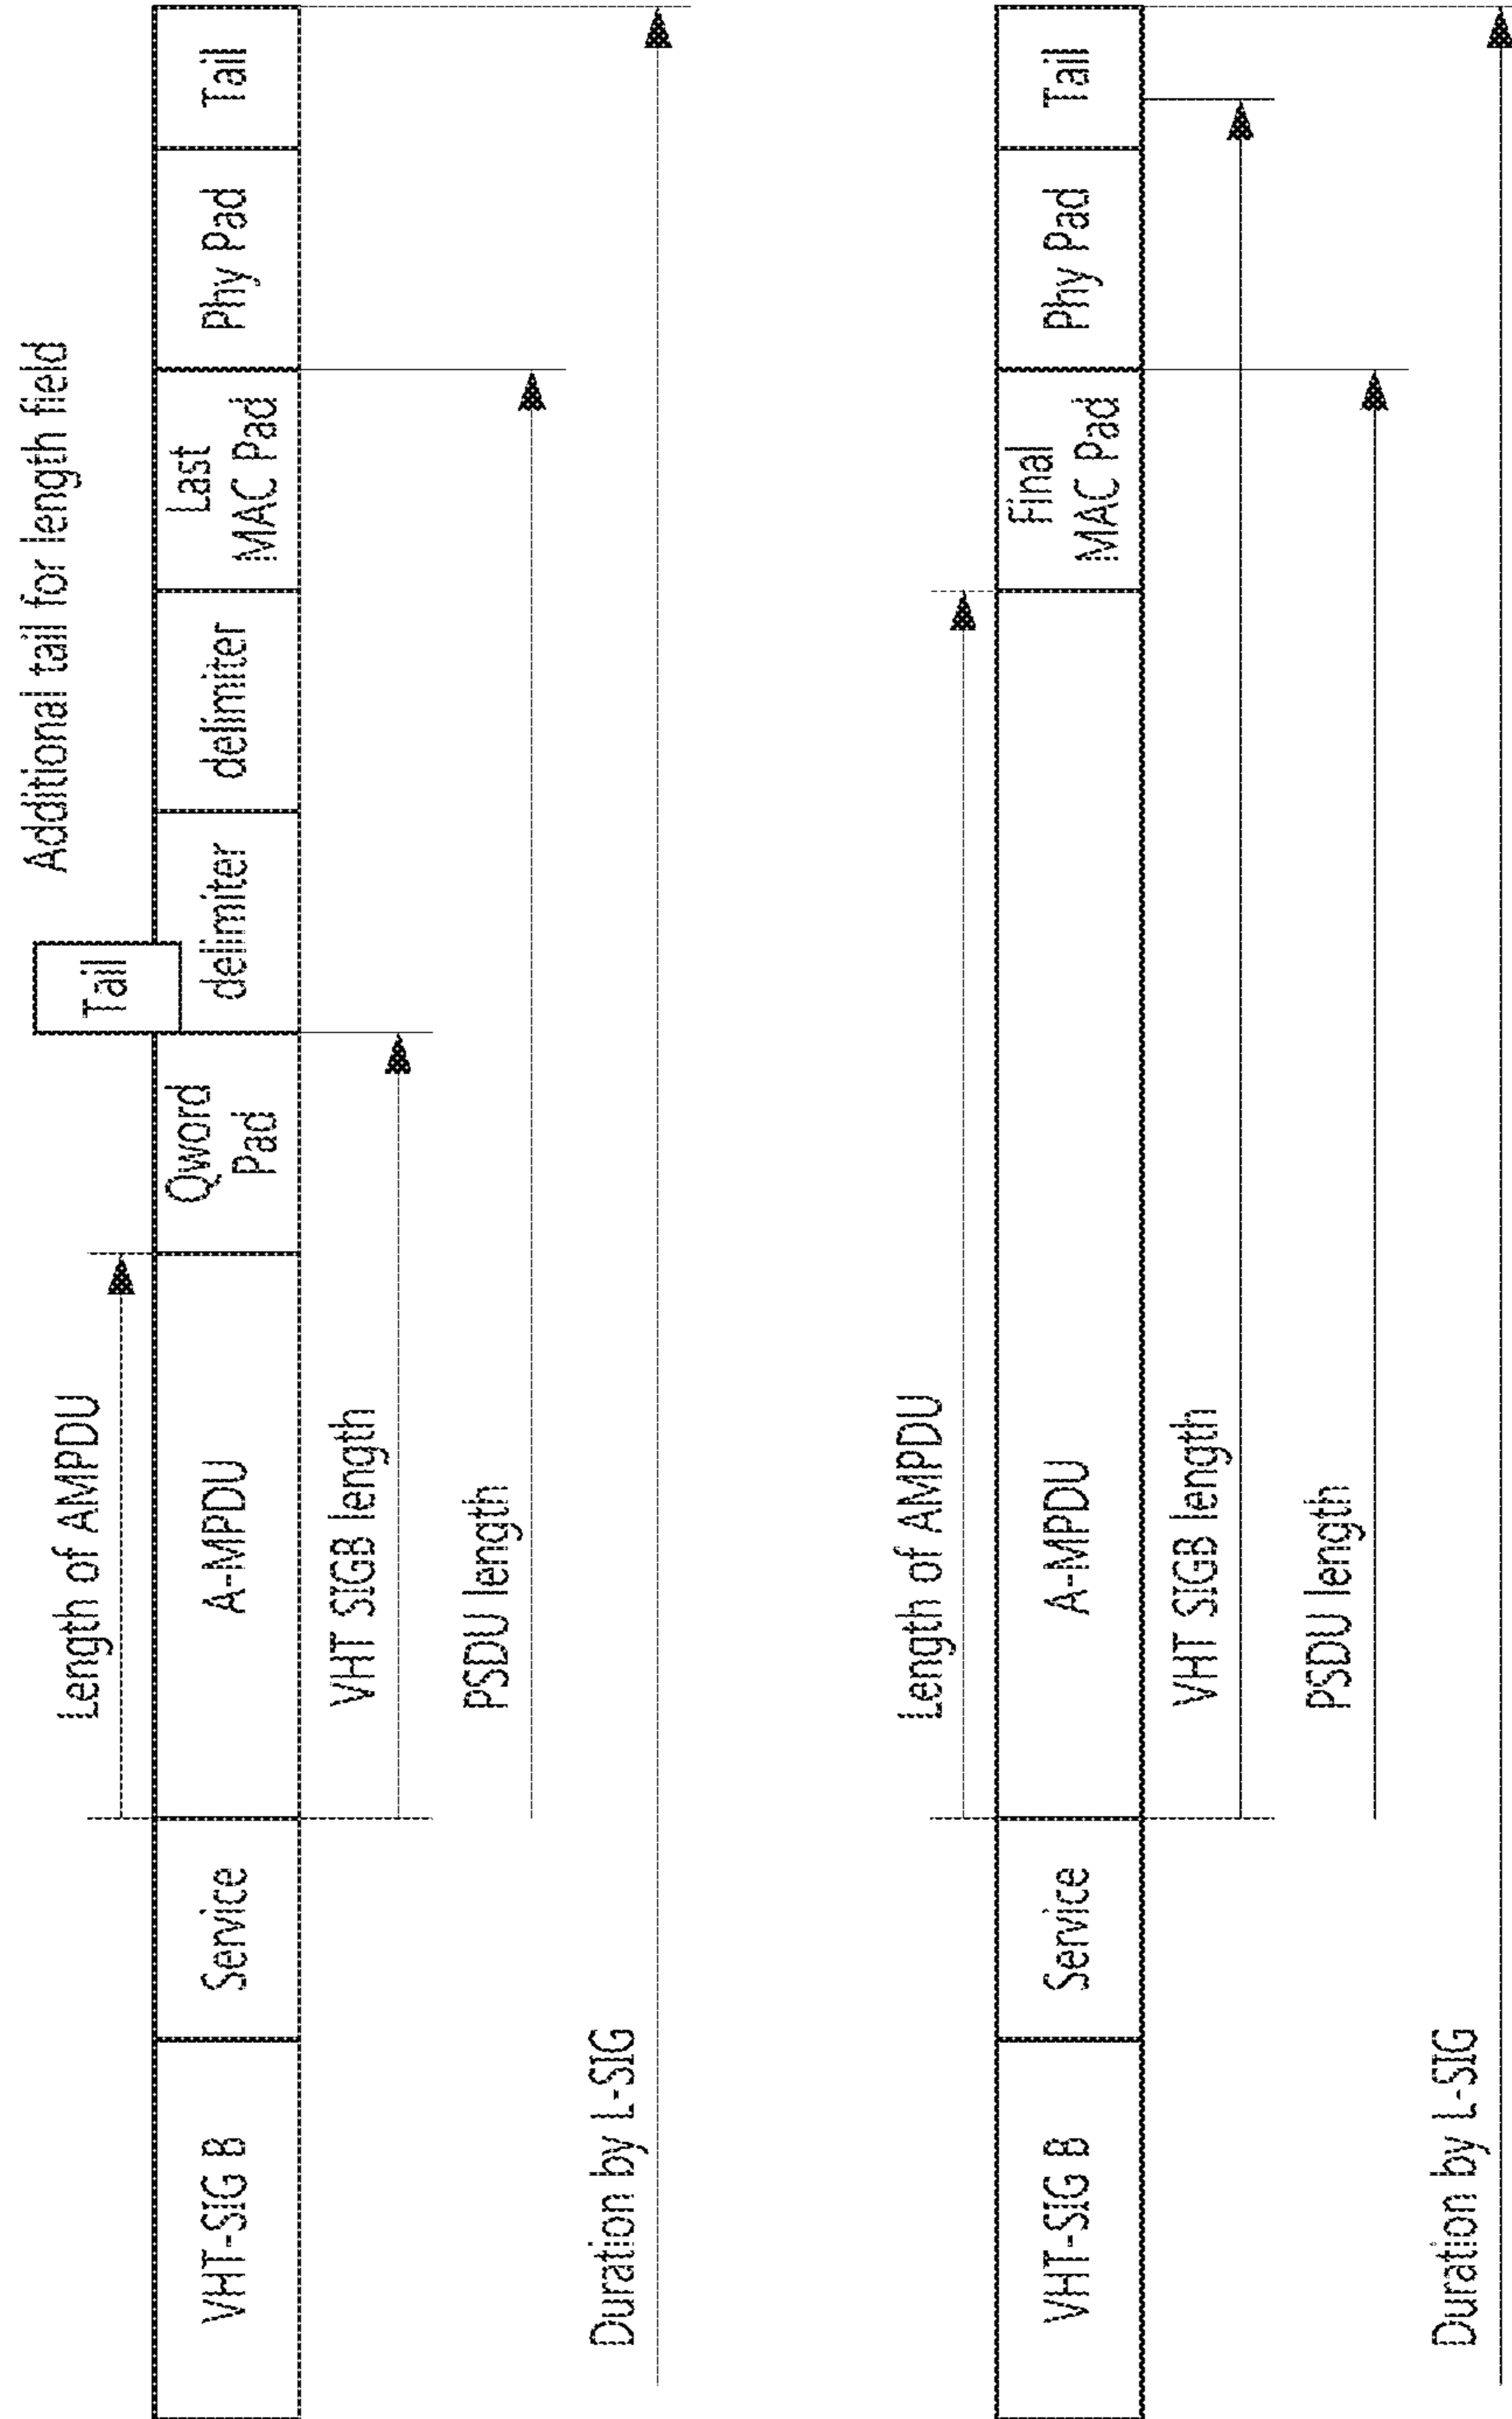 Additional tail for length field
Tail
Length of AMPDU
VHT-SIG B
Service
A-MPDU
Qword
Pad
delimiter
delimiter
Last
MAC Pad
Phy Pad
Tail
VHT SIGB length
PSDU length
Duration by L-SIG
Length of AMPDU
VHT-SIG B
Service
A-MPDU
Final
MAC Pad
Phy Pad
Tail
VHT SIGB length
PSDU length
Duration by L-SIG